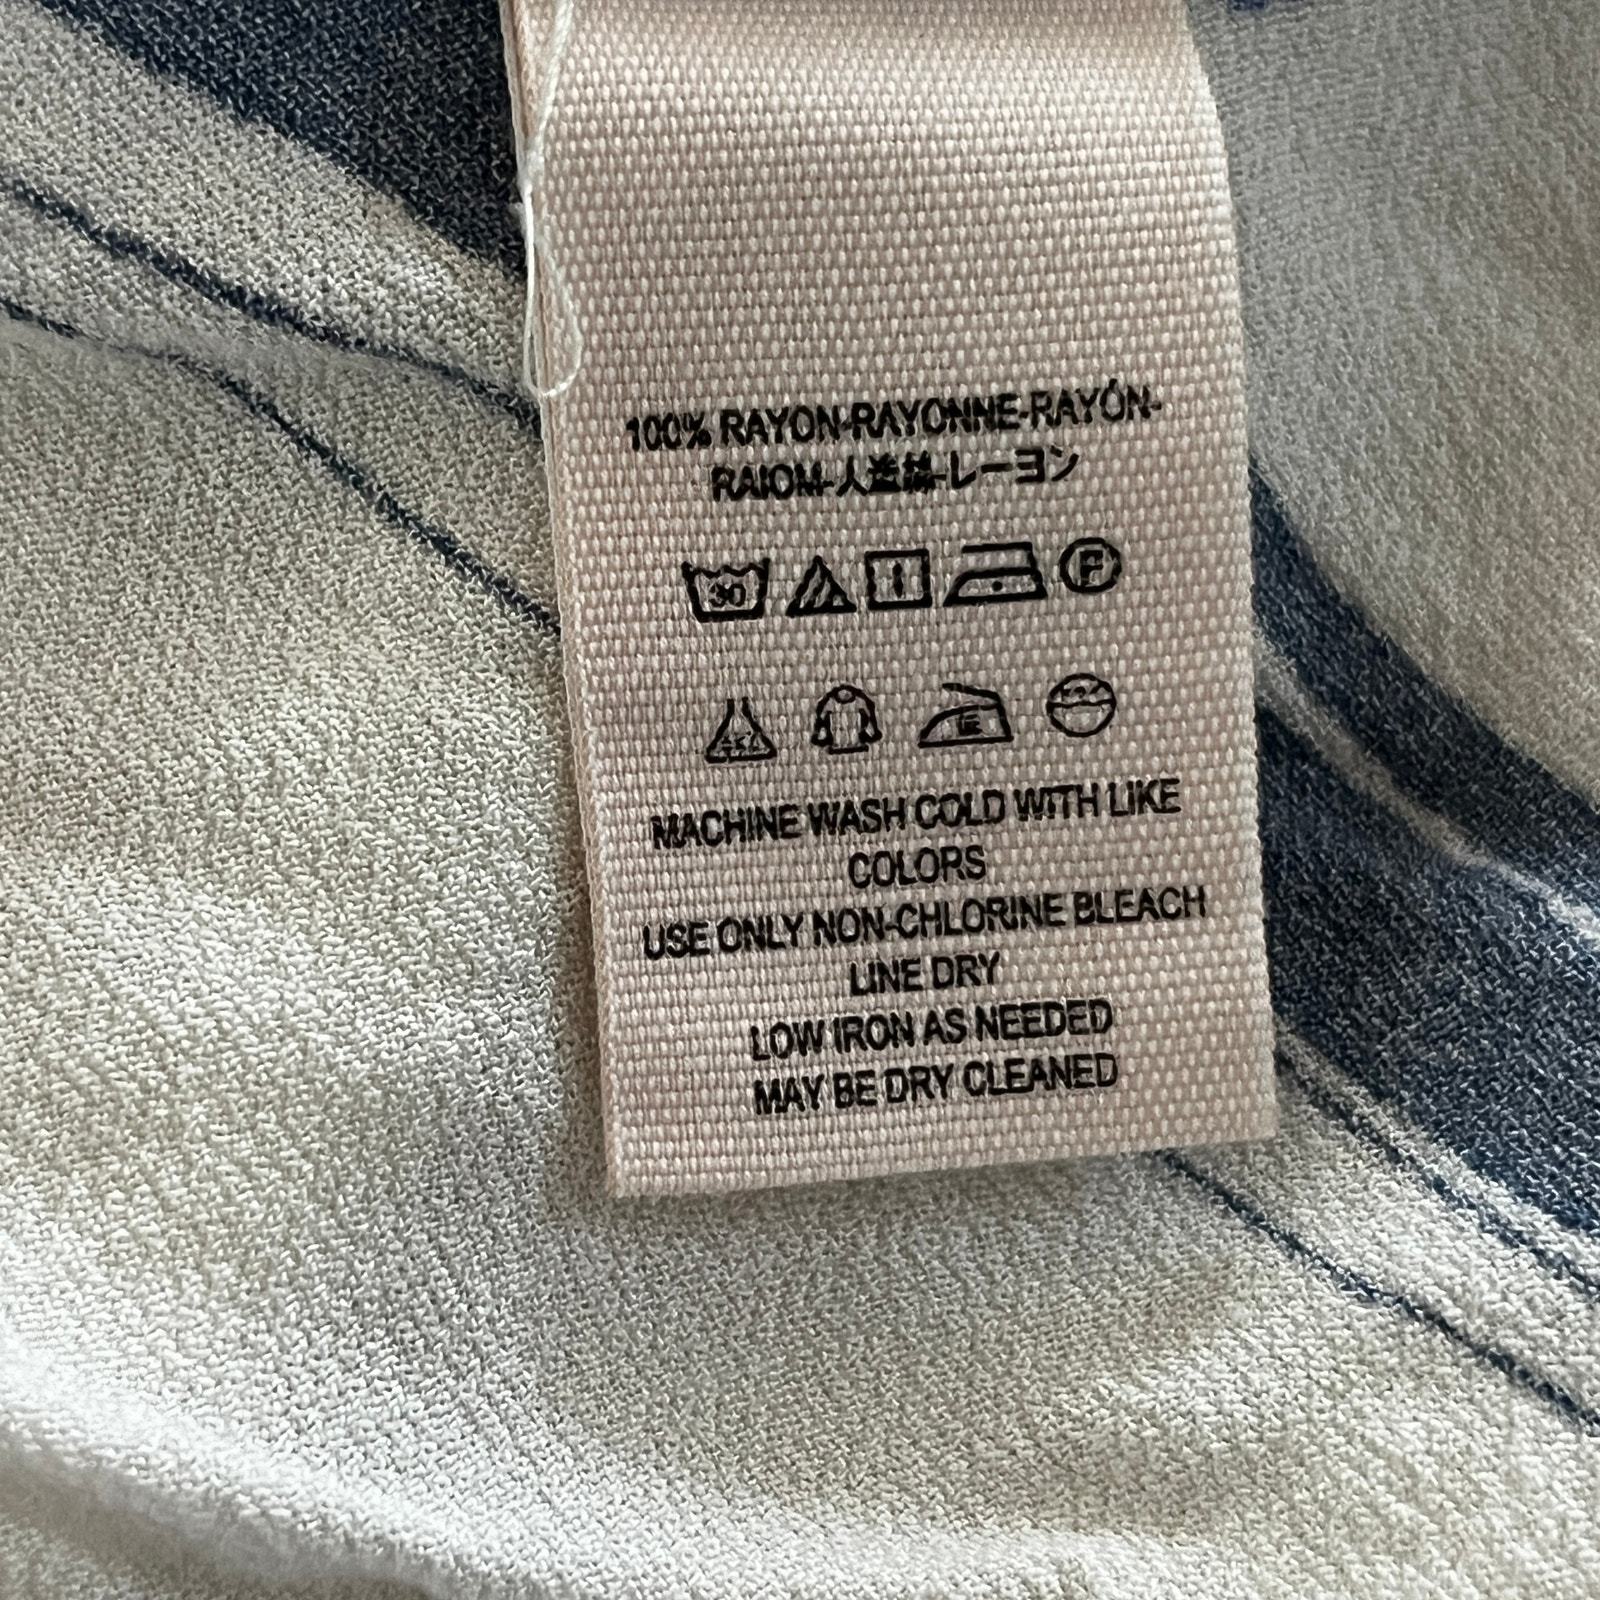 100% RAYON-RAYONNE-RAYÓN-
RAIOM-人造絲-レーヨン
30 F
MACHINE WASH COLD WITH LIKE
COLORS
USE ONLY NON-CHLORINE BLEACH
LINE DRY
LOW IRON AS NEEDED
MAY BE DRY CLEANED